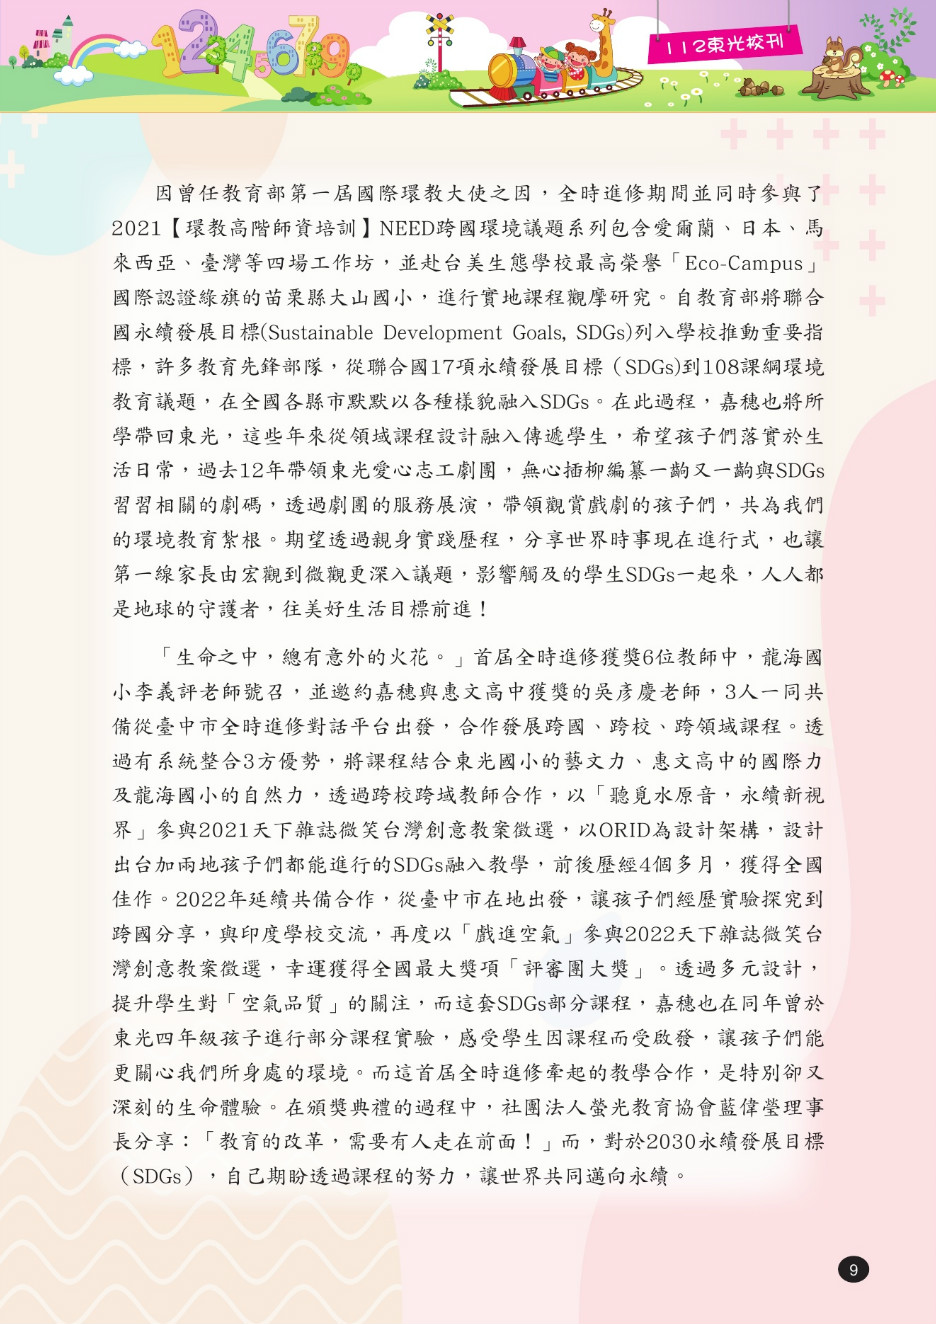 112東光校刊
因曾任教育部第一屆國際環教大使之因，全時進修期間並同時參與了
2021【環教高階師資培訓】NEED跨國環境議題系列包含愛爾蘭、日本、馬
來西亞、臺灣等四場工作坊，並赴台美生態學校最高榮譽「Eco-Campus」
國際認證綠旗的苗栗縣大山國小，進行實地課程觀摩研究。自教育部將聯合
國永續發展目標(Sustainable Development Goals, SDGs)列入學校推動重要指
標，許多教育先鋒部隊，從聯合國17項永續發展目標（SDGs)到108課綱環境
教育議題，在全國各縣市默默以各種樣貌融入SDGs。在此過程，嘉穗也將所
學帶回東光，這些年來從領域課程設計融入傳遞學生，希望孩子們落實於生
活日常，過去12年帶領東光愛心志工劇團，無心插柳編纂一齣又一齣與SDGs
習習相關的劇碼，透過劇團的服務展演，帶領觀賞戲劇的孩子們，共為我們
的環境教育紮根。期望透過親身實踐歷程，分享世界時事現在進行式，也讓
第一線家長由宏觀到微觀更深入議題，影響觸及的學生SDGs一起來，人人都
是地球的守護者，往美好生活目標前進！
「生命之中，總有意外的火花。」首屆全時進修獲獎6位教師中，龍海國
小李義評老師號召，並邀約嘉穗與惠文高中獲獎的吳彥慶老師，3人一同共
備從臺中市全時進修對話平台出發，合作發展跨國、跨校、跨領域課程。透
過有系統整合3方優勢，將課程結合東光國小的藝文力、惠文高中的國際力
及龍海國小的自然力，透過跨校跨域教師合作，以「聽覓水原音，永續新視
界」參與2021天下雜誌微笑台灣創意教案徵選，以ORID為設計架構，設計
出台加兩地孩子們都能進行的SDGs融入教學，前後歷經4個多月，獲得全國
佳作。2022年延續共備合作，從臺中市在地出發，讓孩子們經歷實驗探究到
跨國分享，與印度學校交流，再度以「戲進空氣」參與2022天下雜誌微笑台
灣創意教案徵選，幸運獲得全國最大獎項「評審團大獎」。透過多元設計，
提升學生對「空氣品質」的關注，而這套SDGs部分課程，嘉穗也在同年曾於
東光四年級孩子進行部分課程實驗，感受學生因課程而受啟發，讓孩子們能
更關心我們所身處的環境。而這首屆全時進修牽起的教學合作，是特別卻又
深刻的生命體驗。在頒獎典禮的過程中，社團法人螢光教育協會藍偉瑩理事
長分享：「教育的改革，需要有人走在前面！」而，對於2030永續發展目標
（SDGs），自己期盼透過課程的努力，讓世界共同邁向永續。
9